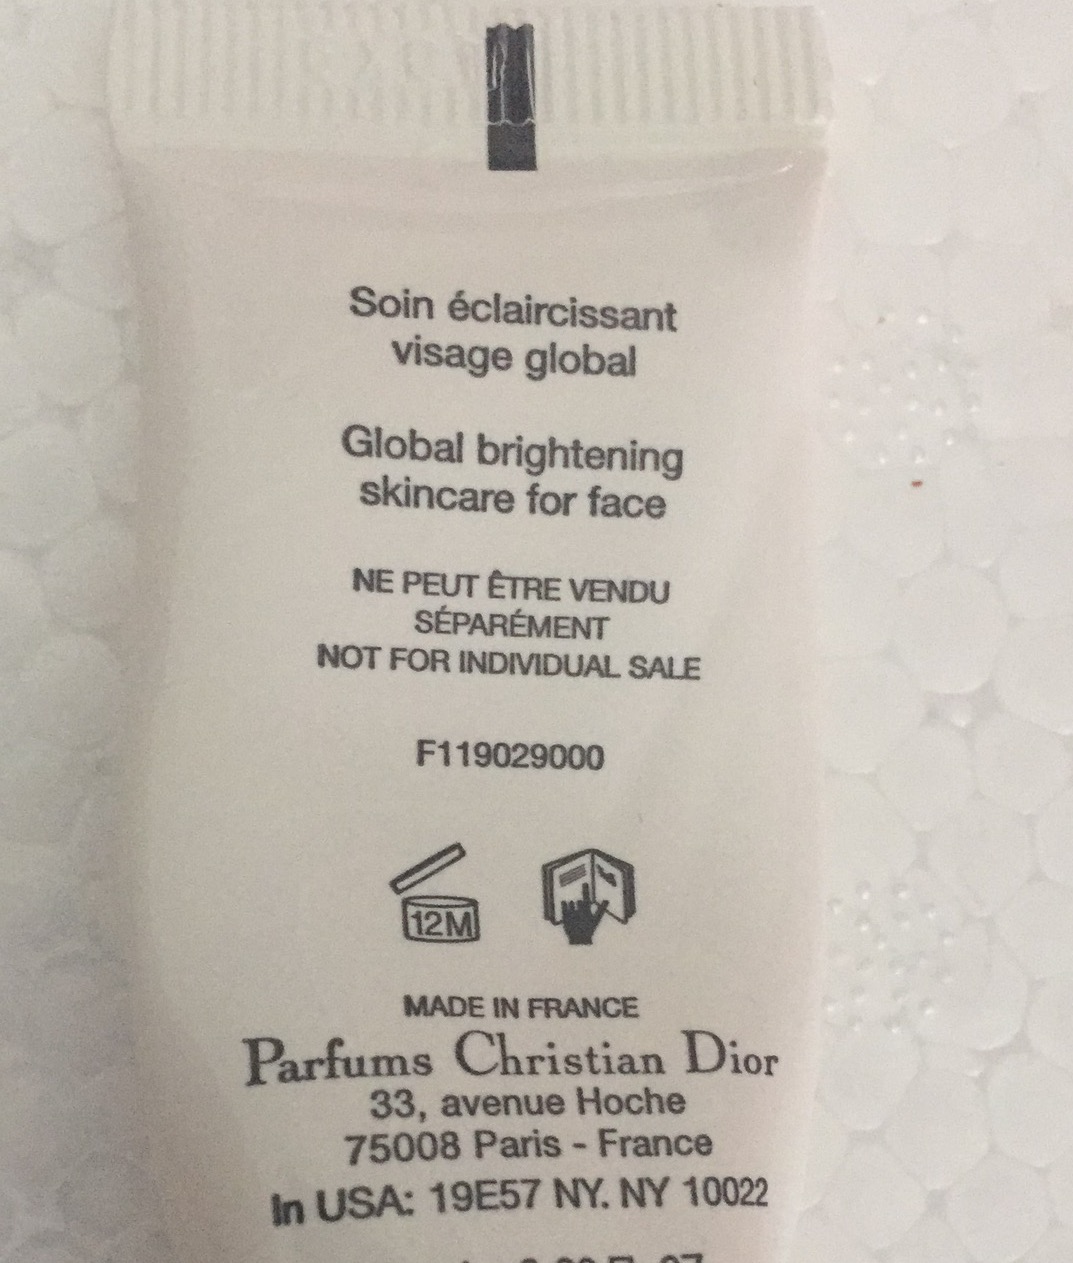 Soin éclaircissant
visage global
Global brightening
skincare for face
NE PEUT ÊTRE VENDU
SÉPARÉMENT
NOT FOR INDIVIDUAL SALE
F119029000
12M
MADE IN FRANCE
Parfums Christian Dior
33, avenue Hoche
75008 Paris - France
In USA: 19E57 NY. NY 10022